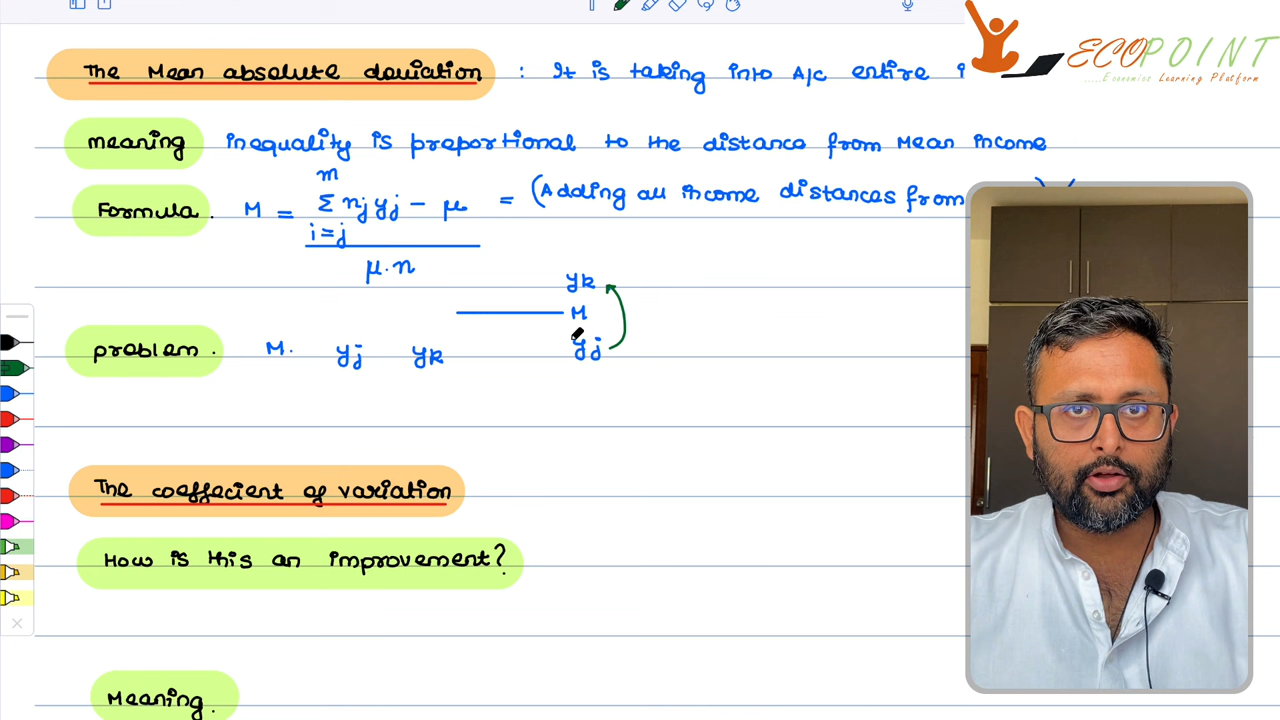 ECOPOINT
.....Economics Learning Platform
The Mean absolute deviation : It is taking into A/C entire
meaning inequality is preportional to the distance from Mean income
Formula. M = m Σ i=j nj yj - μ / μ.n = (Adding all income distances from
yk
M
yj
problem. M. yj yk
The coeffecient of variation
How is this an improvement?
Meaning.